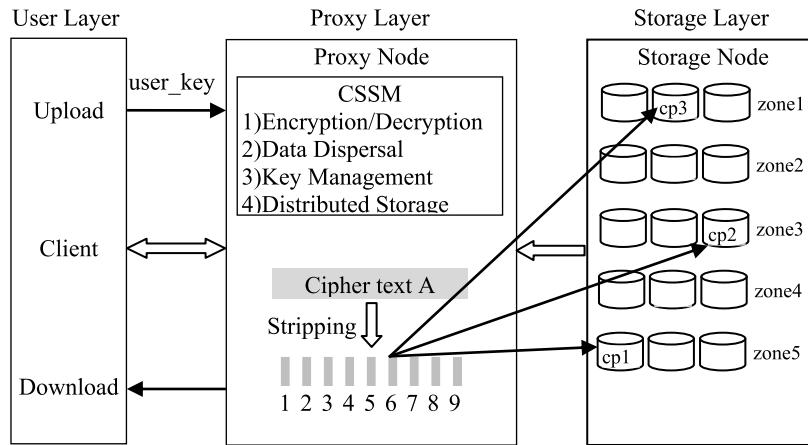 User Layer
Proxy Layer
Storage Layer
Proxy Node
Storage Node
user_key
Upload
CSSM
1)Encryption/Decryption
2)Data Dispersal
3)Key Management
4)Distributed Storage
cp3
zone1
zone2
Client
cp2
zone3
Cipher text A
zone4
Stripping
cp1
zone5
Download
1 2 3 4 5 6 7 8 9